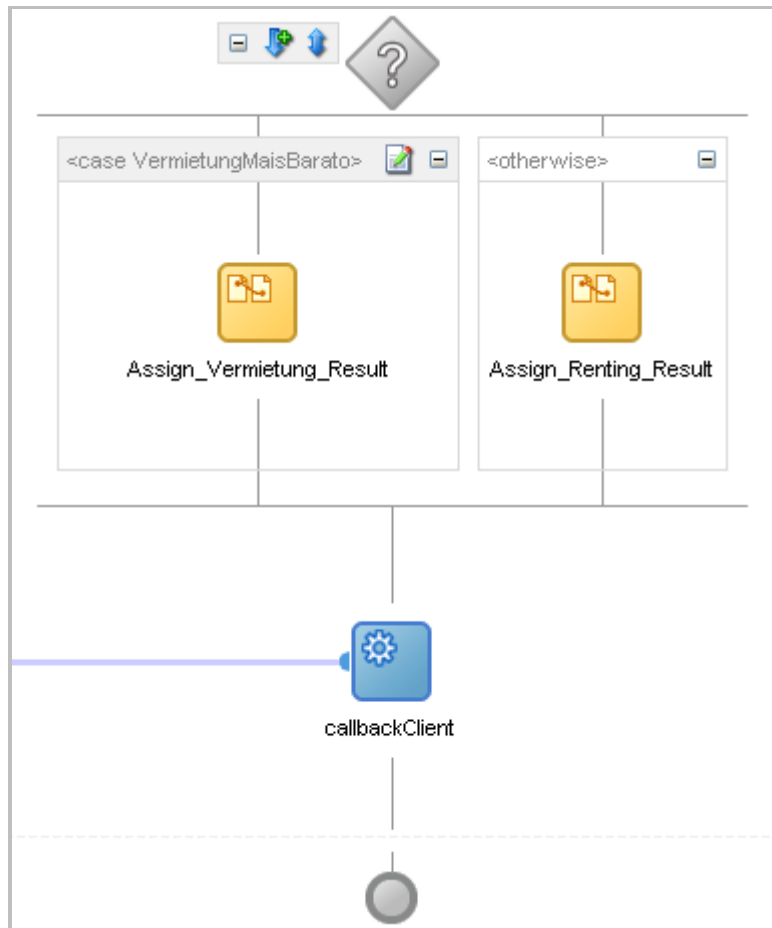 <case VermietungMaisBarato>
<otherwise>
Assign_Vermietung_Result
Assign_Renting_Result
callbackClient